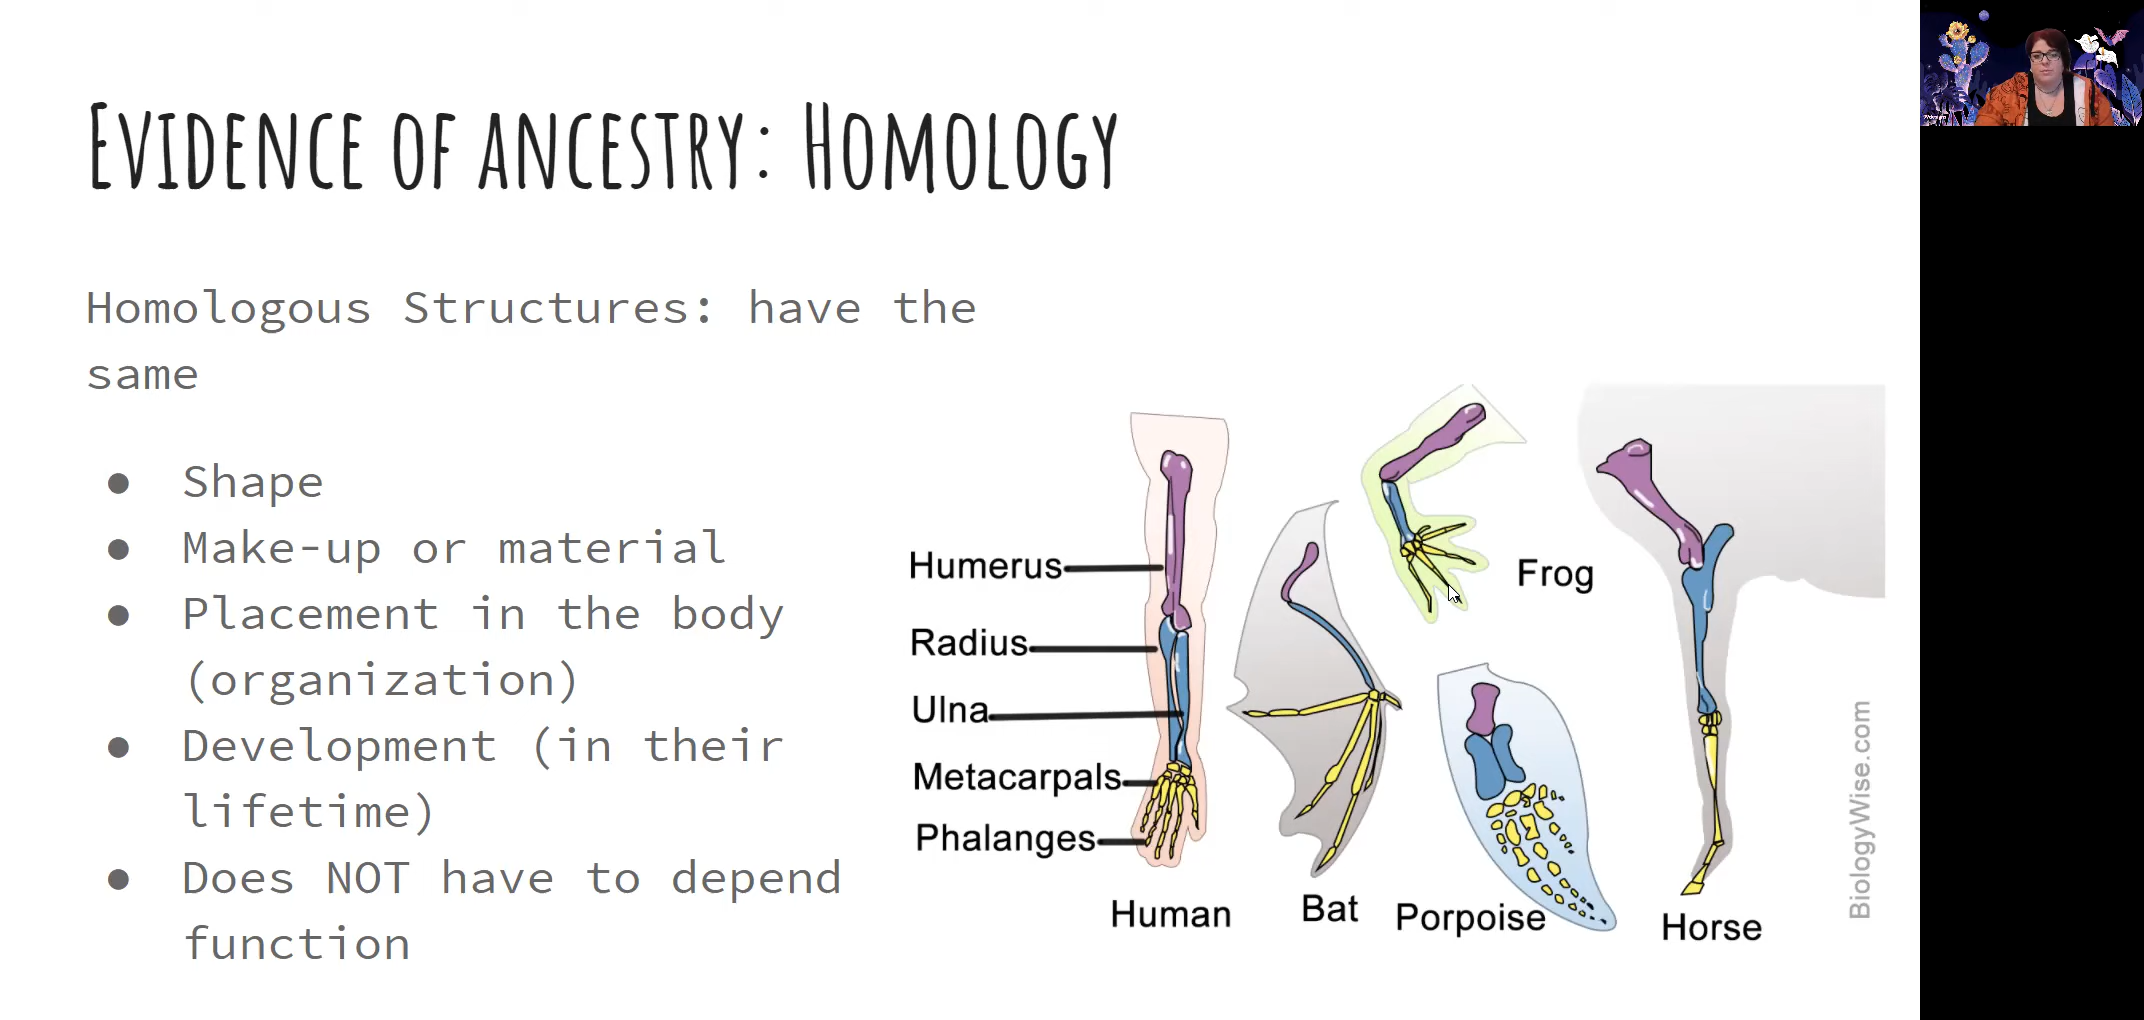 Evidence of ancestry: Homology
Homologous Structures: have the
same
● Shape
● Make-up or material
● Placement in the body
(organization)
● Development (in their
lifetime)
● Does NOT have to depend
function
Humerus
Radius
Ulna
Metacarpals
Phalanges
Human
Bat
Frog
Porpoise
Horse
BiologyWise.com